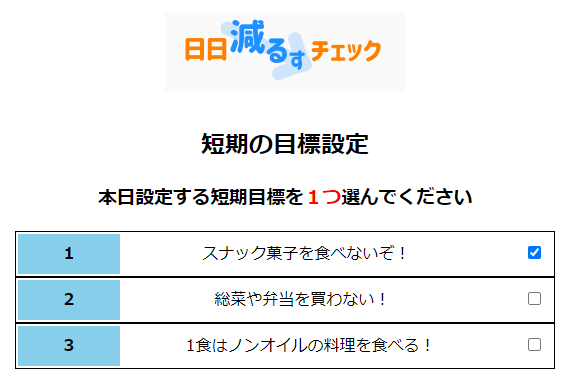 日日減るすチェック
短期の目標設定
本日設定する短期目標を１つ選んでください
1 スナック菓子を食べないぞ！
2 総菜や弁当を買わない！
3 1食はノンオイルの料理を食べる！